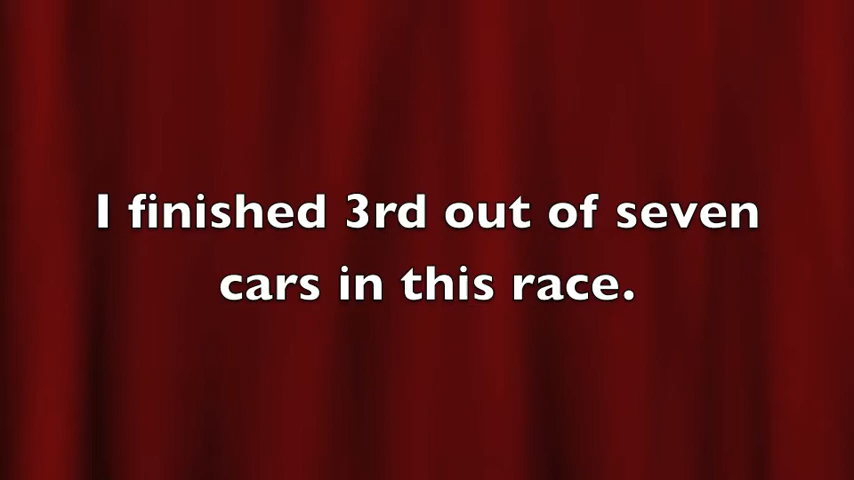 I finished 3rd out of seven
cars in this race.